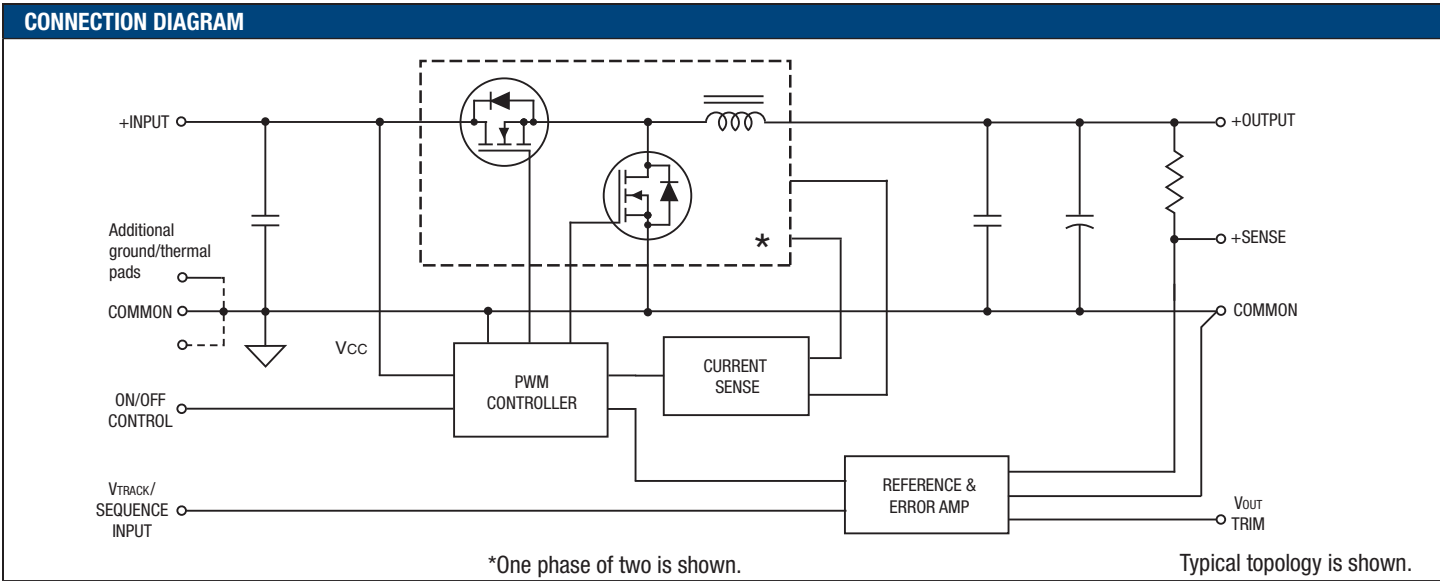 CONNECTION DIAGRAM
+INPUT
+OUTPUT
Additional
ground/thermal
pads
*
+SENSE
COMMON
COMMON
VCC
PWM
CONTROLLER
CURRENT
SENSE
ON/OFF
CONTROL
REFERENCE &
ERROR AMP
VTRACK/
SEQUENCE
INPUT
VOUT
TRIM
*One phase of two is shown.
Typical topology is shown.